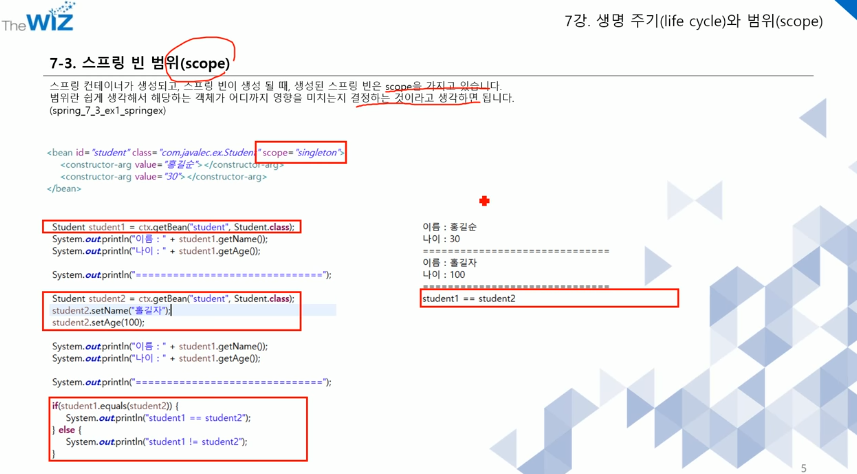 The WIZ
7강. 생명 주기(life cycle)와 범위(scope)
7-3. 스프링 빈 범위(scope)
스프링 컨테이너가 생성되고, 스프링 빈이 생성 될 때, 생성된 스프링 빈은 scope을 가지고 있습니다.
범위란 쉽게 생각해서 해당하는 객체가 어디까지 영향을 미치는지 결정하는 것이라고 생각하면 됩니다.
(spring_7_3_ex1_springex)
<bean id="student" class="com.javalec.ex.Student" scope="singleton">
<constructor-arg value="홍길순"></constructor-arg>
<constructor-arg value="30"></constructor-arg>
</bean>
Student student1 = ctx.getBean("student", Student.class);
System.out.println("이름 : " + student1.getName());
System.out.println("나이 : " + student1.getAge());
System.out.println("==============================");
Student student2 = ctx.getBean("student", Student.class);
student2.setName("홍길자");
student2.setAge(100);
System.out.println("이름 : " + student1.getName());
System.out.println("나이 : " + student1.getAge());
System.out.println("==============================");
if(student1.equals(student2)) {
System.out.println("student1 == student2");
} else {
System.out.println("student1 != student2");
}
이름 : 홍길순
나이 : 30
==============================
이름 : 홍길자
나이 : 100
==============================
student1 == student2
5